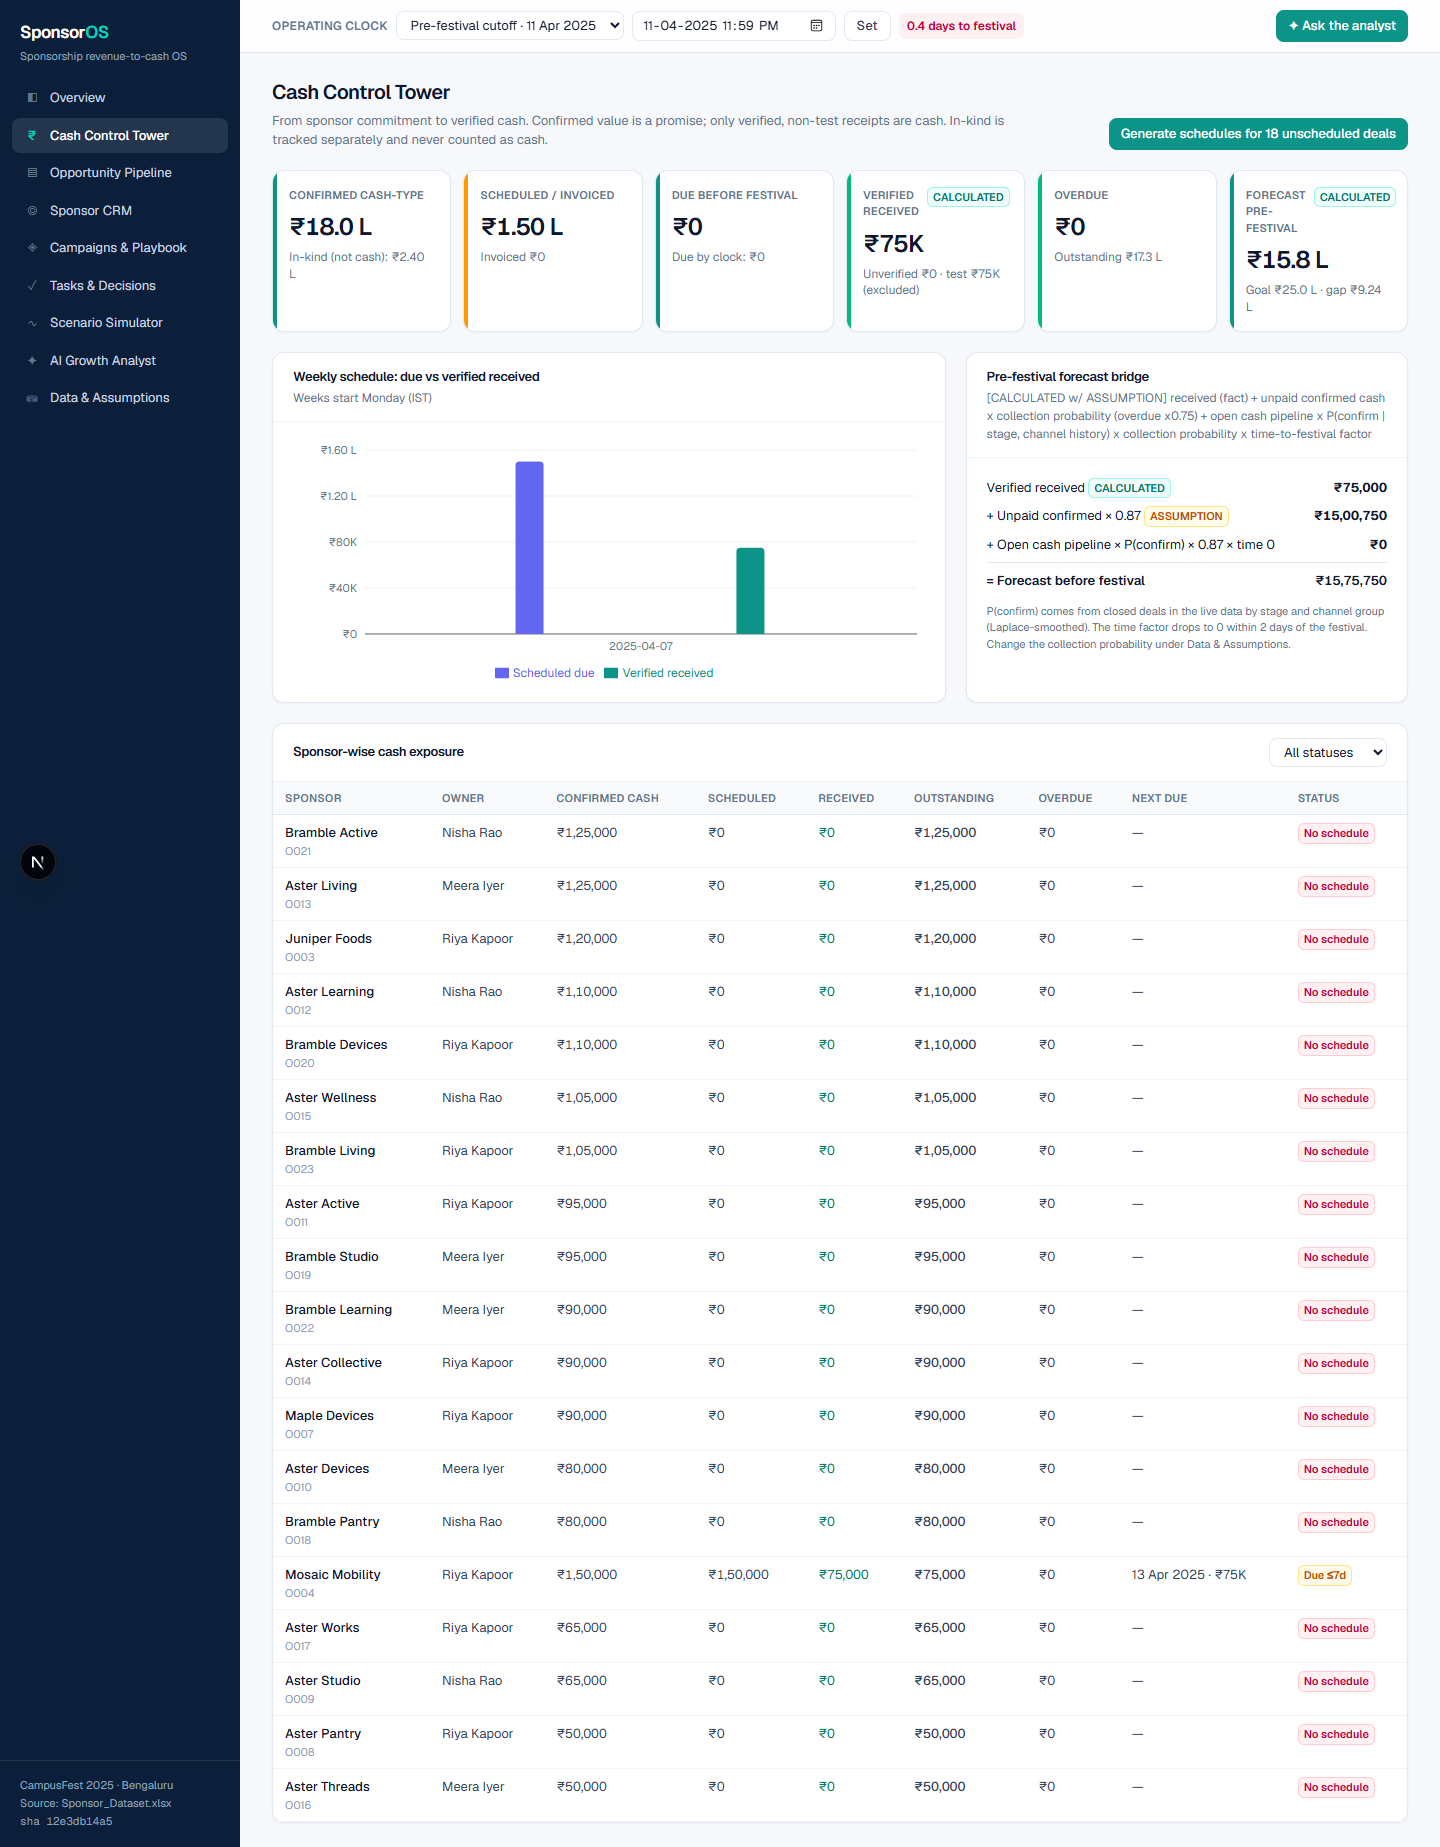 SponsorOS
Sponsorship revenue-to-cash OS
Overview
₹ Cash Control Tower
Opportunity Pipeline
Sponsor CRM
Campaigns & Playbook
Tasks & Decisions
Scenario Simulator
AI Growth Analyst
Data & Assumptions
N
CampusFest 2025 · Bengaluru
Source: Sponsor_Dataset.xlsx
sha 12e3db14a5
OPERATING CLOCK Pre-festival cutoff · 11 Apr 2025 11-04-2025 11:59 PM Set 0.4 days to festival ✦ Ask the analyst
Cash Control Tower
From sponsor commitment to verified cash. Confirmed value is a promise; only verified, non-test receipts are cash. In-kind is
tracked separately and never counted as cash.
Generate schedules for 18 unscheduled deals
CONFIRMED CASH-TYPE
₹18.0 L
In-kind (not cash): ₹2.40
L
SCHEDULED / INVOICED
₹1.50 L
Invoiced ₹0
DUE BEFORE FESTIVAL
₹0
Due by clock: ₹0
VERIFIED
RECEIVED
CALCULATED
₹75K
Unverified ₹0 · test ₹75K
(excluded)
OVERDUE
₹0
Outstanding ₹17.3 L
FORECAST
PRE-
FESTIVAL
CALCULATED
₹15.8 L
Goal ₹25.0 L · gap ₹9.24
L
Weekly schedule: due vs verified received
Weeks start Monday (IST)
₹1.60 L
₹1.20 L
₹80K
₹40K
₹0
2025-04-07
Scheduled due Verified received
Pre-festival forecast bridge
[CALCULATED w/ ASSUMPTION] received (fact) + unpaid confirmed cash
x collection probability (overdue x0.75) + open cash pipeline x P(confirm |
stage, channel history) x collection probability x time-to-festival factor
Verified received CALCULATED ₹75,000
+ Unpaid confirmed × 0.87 ASSUMPTION ₹15,00,750
+ Open cash pipeline × P(confirm) × 0.87 × time 0 ₹0
= Forecast before festival ₹15,75,750
P(confirm) comes from closed deals in the live data by stage and channel group
(Laplace-smoothed). The time factor drops to 0 within 2 days of the festival.
Change the collection probability under Data & Assumptions.
Sponsor-wise cash exposure All statuses
SPONSOR OWNER CONFIRMED CASH SCHEDULED RECEIVED OUTSTANDING OVERDUE NEXT DUE STATUS
Bramble Active Nisha Rao ₹1,25,000 ₹0 ₹0 ₹1,25,000 ₹0 — No schedule
O021
Aster Living Meera Iyer ₹1,25,000 ₹0 ₹0 ₹1,25,000 ₹0 — No schedule
O013
Juniper Foods Riya Kapoor ₹1,20,000 ₹0 ₹0 ₹1,20,000 ₹0 — No schedule
O003
Aster Learning Nisha Rao ₹1,10,000 ₹0 ₹0 ₹1,10,000 ₹0 — No schedule
O012
Bramble Devices Riya Kapoor ₹1,10,000 ₹0 ₹0 ₹1,10,000 ₹0 — No schedule
O020
Aster Wellness Nisha Rao ₹1,05,000 ₹0 ₹0 ₹1,05,000 ₹0 — No schedule
O015
Bramble Living Riya Kapoor ₹1,05,000 ₹0 ₹0 ₹1,05,000 ₹0 — No schedule
O023
Aster Active Riya Kapoor ₹95,000 ₹0 ₹0 ₹95,000 ₹0 — No schedule
O011
Bramble Studio Meera Iyer ₹95,000 ₹0 ₹0 ₹95,000 ₹0 — No schedule
O019
Bramble Learning Meera Iyer ₹90,000 ₹0 ₹0 ₹90,000 ₹0 — No schedule
O022
Aster Collective Riya Kapoor ₹90,000 ₹0 ₹0 ₹90,000 ₹0 — No schedule
O014
Maple Devices Riya Kapoor ₹90,000 ₹0 ₹0 ₹90,000 ₹0 — No schedule
O007
Aster Devices Meera Iyer ₹80,000 ₹0 ₹0 ₹80,000 ₹0 — No schedule
O010
Bramble Pantry Nisha Rao ₹80,000 ₹0 ₹0 ₹80,000 ₹0 — No schedule
O018
Mosaic Mobility Riya Kapoor ₹1,50,000 ₹1,50,000 ₹75,000 ₹75,000 ₹0 13 Apr 2025 · ₹75K Due ≤7d
O004
Aster Works Riya Kapoor ₹65,000 ₹0 ₹0 ₹65,000 ₹0 — No schedule
O017
Aster Studio Nisha Rao ₹65,000 ₹0 ₹0 ₹65,000 ₹0 — No schedule
O009
Aster Pantry Riya Kapoor ₹50,000 ₹0 ₹0 ₹50,000 ₹0 — No schedule
O008
Aster Threads Meera Iyer ₹50,000 ₹0 ₹0 ₹50,000 ₹0 — No schedule
O016